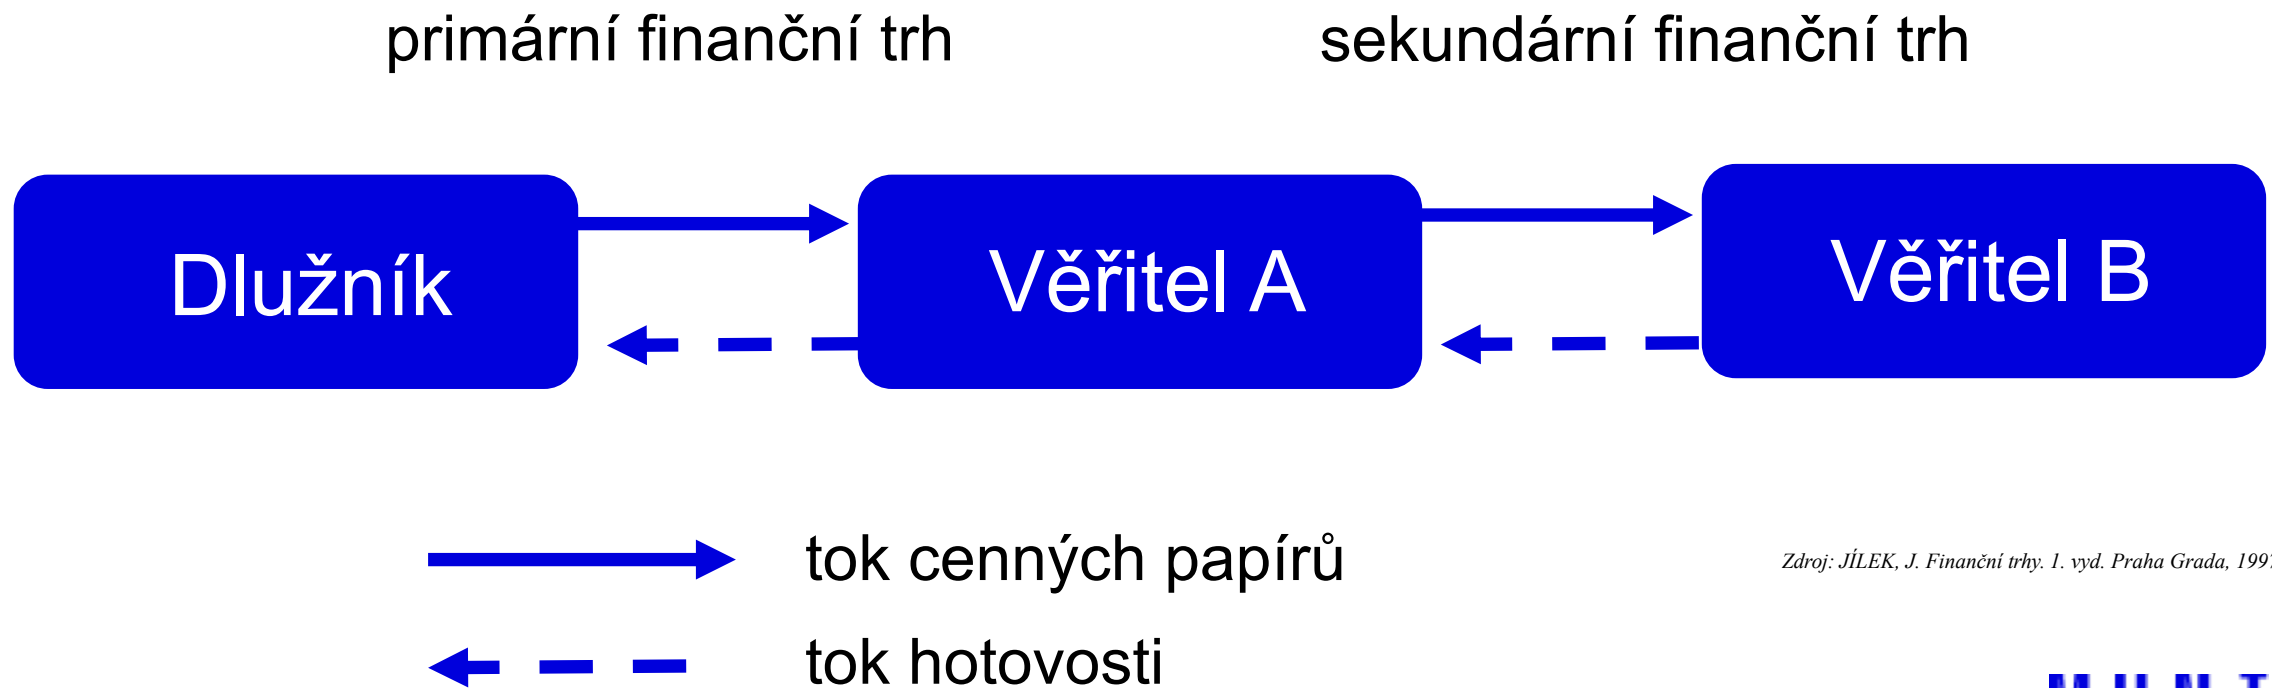 primární finanční trh
sekundární finanční trh
Dlužník
Věřitel A
Věřitel B
tok cenných papírů
Zdroj: JÍLEK, J. Finanční trhy. 1. vyd. Praha Grada, 1997
tok hotovosti